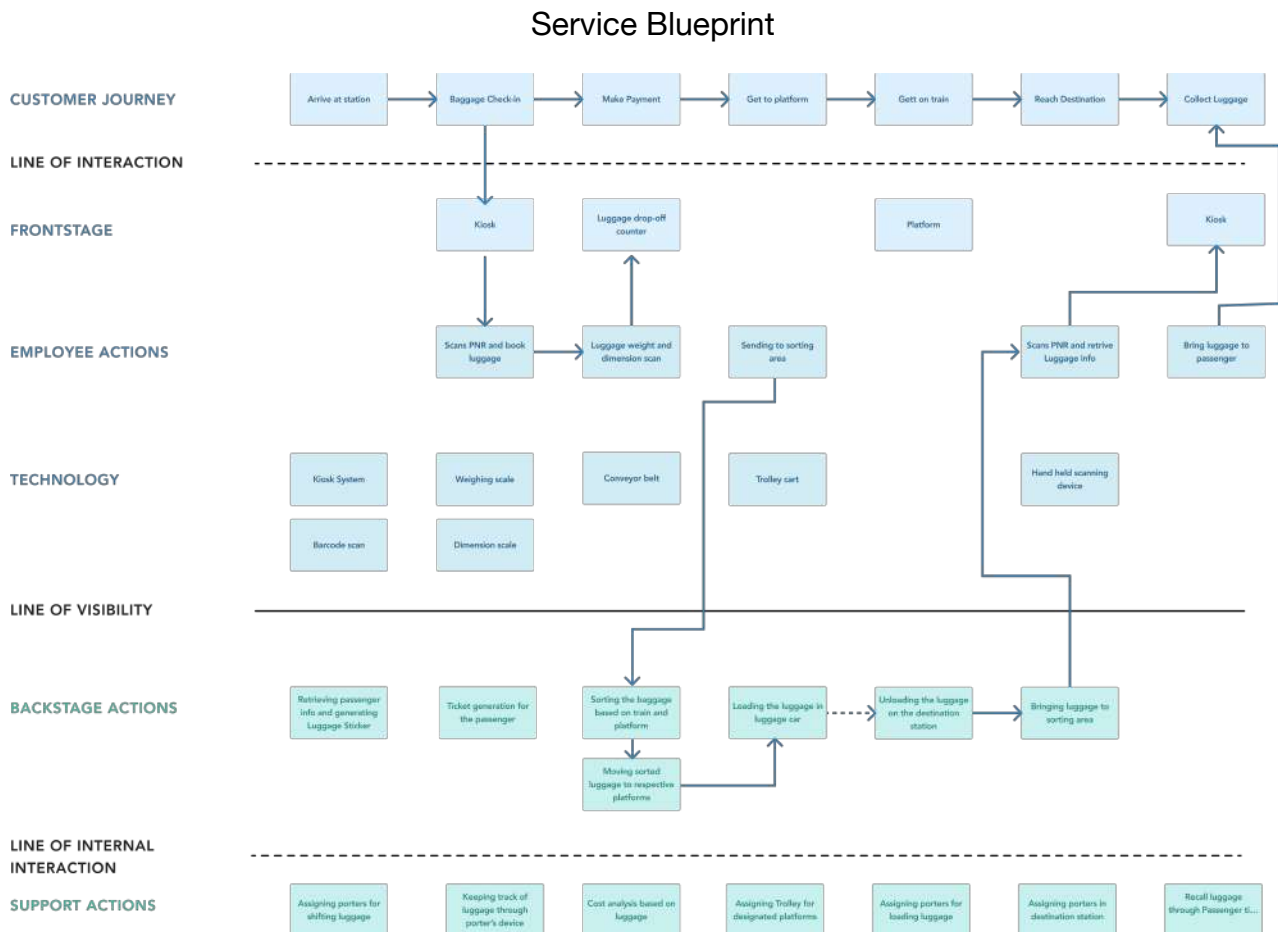 Service Blueprint
CUSTOMER JOURNEY
Arrive at station
Baggage Check-in
Make Payment
Get to platform
Gett on train
Reach Destination
Collect Luggage
LINE OF INTERACTION
FRONTSTAGE
Kiosk
Luggage drop-off
counter
Platform
Kiosk
EMPLOYEE ACTIONS
Scans PNR and book
luggage
Luggage weight and
dimension scan
Sending to sorting
area
Scans PNR and retrive
Luggage info
Bring luggage to
passenger
TECHNOLOGY
Kiosk System
Weighing scale
Conveyor belt
Trolley cart
Hand held scanning
device
Barcode scan
Dimension scale
LINE OF VISIBILITY
BACKSTAGE ACTIONS
Retrieving passenger
info and generating
Luggage Sticker
Ticket generation for
the passenger
Sorting the baggage
based on train and
platform
Loading the luggage in
luggage car
Unloading the luggage
on the destination
station
Bringing luggage to
sorting area
Moving sorted
luggage to respective
platforms
LINE OF INTERNAL
INTERACTION
SUPPORT ACTIONS
Assigning porters for
shifting luggage
Keeping track of
luggage through
porter's device
Cost analysis based on
luggage
Assigning Trolley for
designated platforms
Assigning porters for
loading luggage
Assigning porters in
destination station
Recall luggage
through Passenger ti...